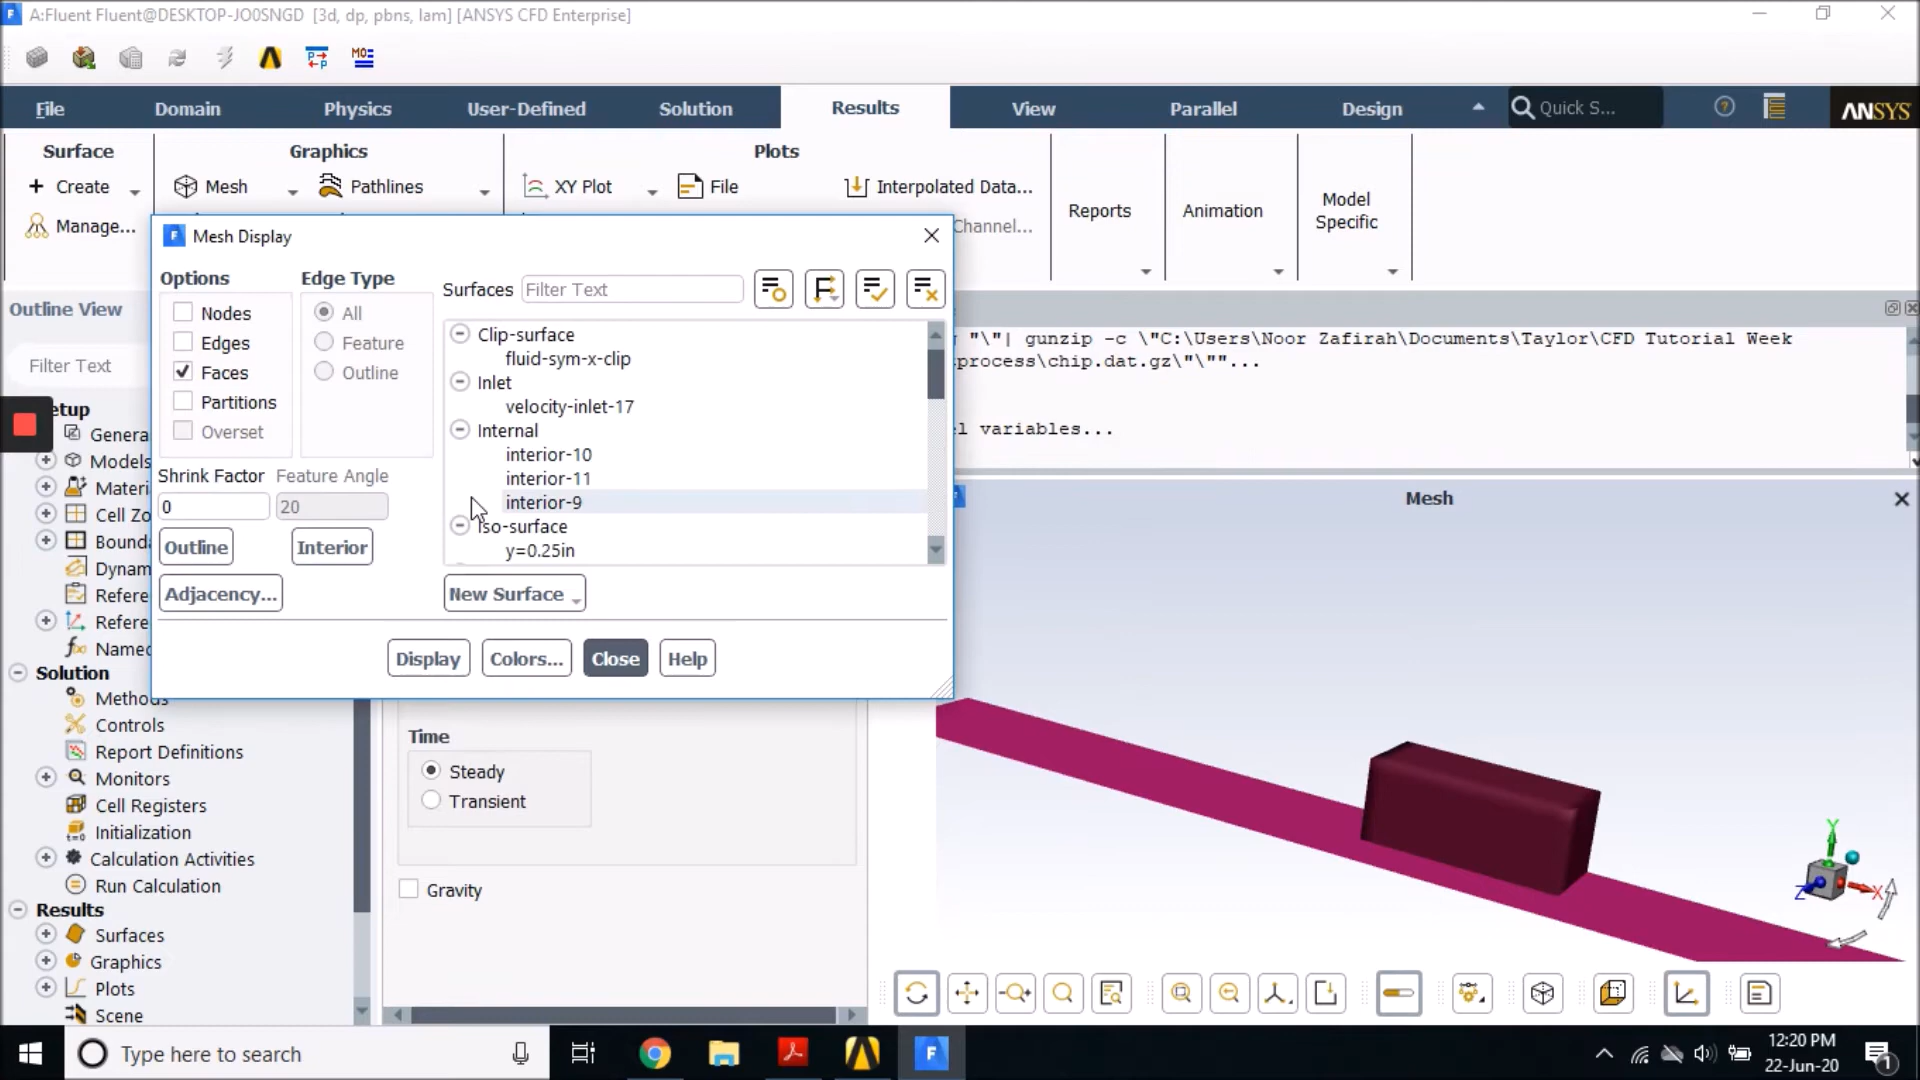 A:Fluent Fluent@DESKTOP-JO0SNGD [3d, dp, pbns, lam] [ANSYS CFD Enterprise]
File Domain Physics User-Defined Solution Results View Parallel Design Quick S... ANSYS
Surface Graphics Plots
+ Create Mesh Pathlines XY Plot File Interpolated Data...
Reports Animation Model Specific
Manage... Channel...
Mesh Display
Options Edge Type Surfaces Filter Text
Nodes
Edges
Faces
Partitions
Overset
All
Feature
Outline
Clip-surface
fluid-sym-x-clip
Inlet
velocity-inlet-17
Internal
interior-10
interior-11
interior-9
Iso-surface
y=0.25in
Shrink Factor Feature Angle
0 20
Outline Interior
Adjacency... New Surface
Display Colors... Close Help
Outline View
Filter Text
etup
Genera
Models
Materi
Cell Zo
Bounda
Dynam
Refere
Refere
Named
Solution
Methods
Controls
Report Definitions
Monitors
Cell Registers
Initialization
Calculation Activities
Run Calculation
Results
Surfaces
Graphics
Plots
Scene
Time
Steady
Transient
Gravity
"\"| gunzip -c \"C:\Users\Noor Zafirah\Documents\Taylor\CFD Tutorial Week
process\chip.dat.gz\"\""...
l variables...
Mesh
Y
Z X
Type here to search
12:20 PM
22-Jun-20
1